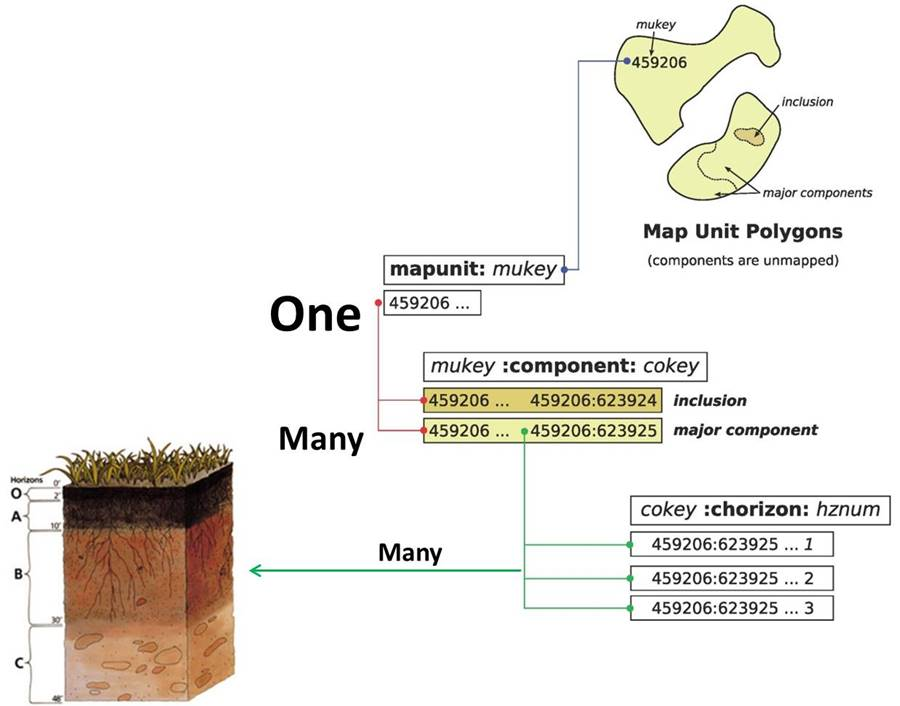 mukey
459206
inclusion
major components
Map Unit Polygons
(components are unmapped)
mapunit: mukey
459206 ...
One
mukey :component: cokey
459206 ... 459206:623924 inclusion
459206 ... 459206:623925 major component
Many
cokey :chorizon: hznum
459206:623925 ... 1
459206:623925 ... 2
459206:623925 ... 3
Many
Horizons
0"
O
2"
A
10"
B
30"
C
48"